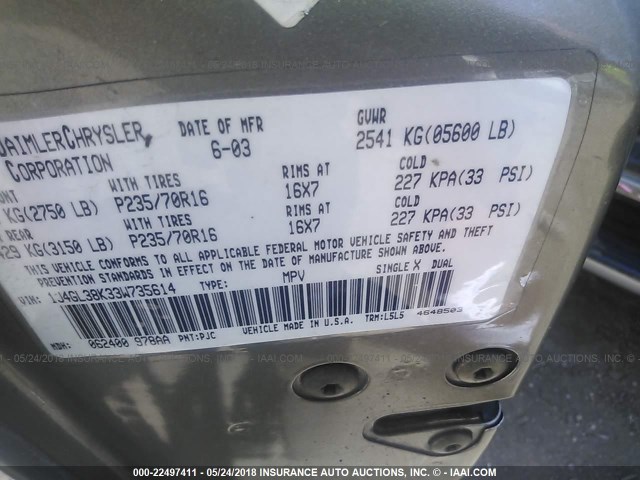 DAIMLERCHRYSLER CORPORATION
DATE OF MFR 6-03
GVWR 2541 KG(05600 LB)
WITH TIRES RIMS AT COLD
KG(2750 LB) P235/70R16 16X7 227 KPA(33 PSI)
REAR WITH TIRES RIMS AT COLD
KG(3150 LB) P235/70R16 16X7 227 KPA(33 PSI)
THIS VEHICLE CONFORMS TO ALL APPLICABLE FEDERAL MOTOR VEHICLE SAFETY AND THEFT
PREVENTION STANDARDS IN EFFECT ON THE DATE OF MANUFACTURE SHOWN ABOVE.
VIN: 1J4GL38K33W735614 TYPE: MPV SINGLE X DUAL
MDH: 062400 978AA PNT:PJC VEHICLE MADE IN U.S.A. TRM:L5L5 4648503
000-22497411 - 05/24/2018 INSURANCE AUTO AUCTIONS, INC. - © - IAAI.COM